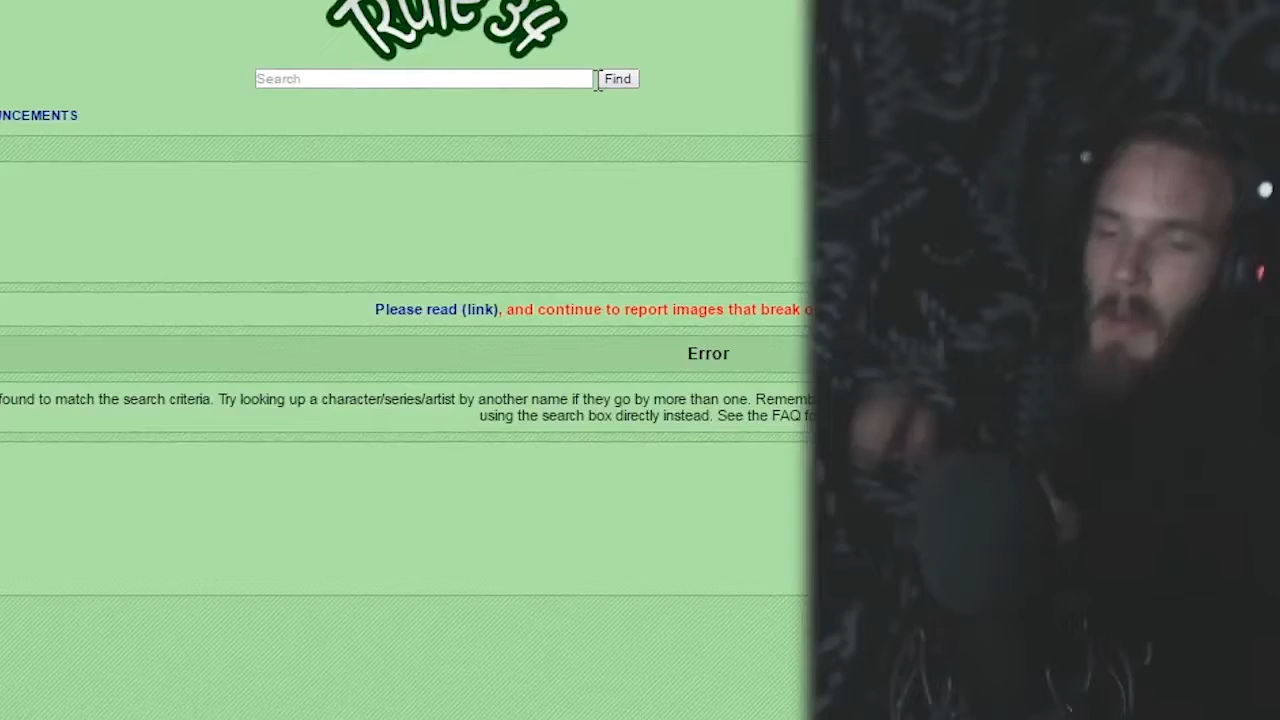 Rule 34
Search Find
NCEMENTS
Please read (link), and continue to report images that break o
Error
found to match the search criteria. Try looking up a character/series/artist by another name if they go by more than one. Rememb
using the search box directly instead. See the FAQ fo